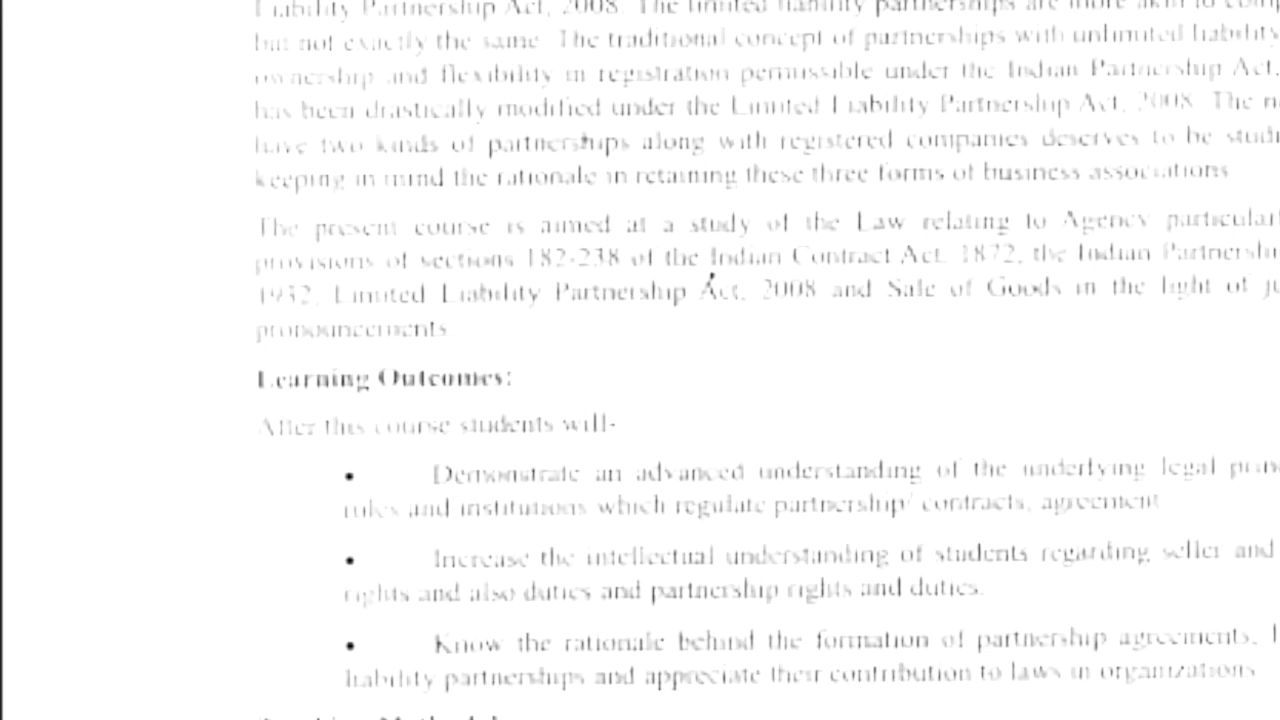 Liability Partnership Act, 2008. The limited liability partnerships are more akin to
but not exactly the same. The traditional concept of partnerships with unlimited liability
ownership and flexibility in registration permissible under the Indian Partnership Act,
has been drastically modified under the Limited Liability Partnership Act, 2008. The
have two kinds of partnerships along with registered companies deserves to be
keeping in mind the rationale in retaining these three forms of business associations
The present course is aimed at a study of the Law relating to Agency
provisions of sections 182-238 of the Indian Contract Act, 1872, the Indian
1932, Limited Liability Partnership Act, 2008 and Sale of Goods in the light of
pronouncements
Learning Outcomes:
After this course students will-
• Demonstrate an advanced understanding of the underlying legal
rules and institutions which regulate partnership/ contracts, agreement
• Increase the intellectual understanding of students regarding seller and
rights and also duties and partnership rights and duties.
• Know the rationale behind the formation of partnership agreements,
liability partnerships and appreciate their contribution to laws in organizations